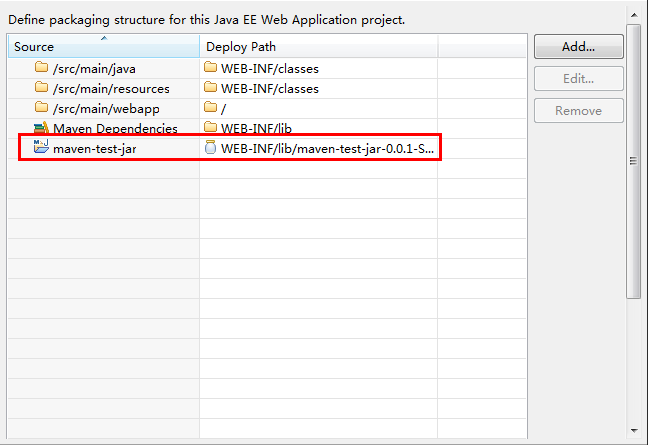 Define packaging structure for this Java EE Web Application project.
Source Deploy Path
/src/main/java WEB-INF/classes
/src/main/resources WEB-INF/classes
/src/main/webapp /
Maven Dependencies WEB-INF/lib
maven-test-jar WEB-INF/lib/maven-test-jar-0.0.1-S...
Add...
Edit...
Remove